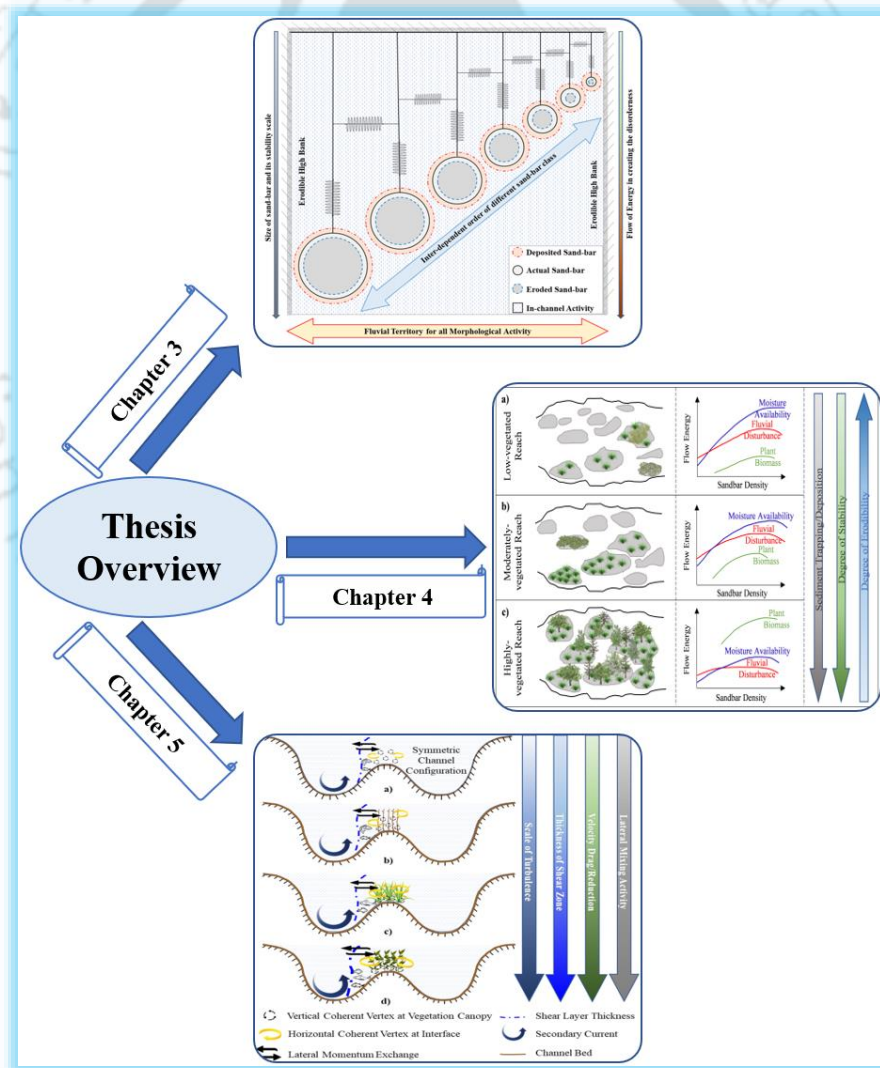 Size of sand-bar and its stability scale
Erodible High Bank
Inter-dependent order of different sand-bar class
Erodible High Bank
Flow of Energy in creating the disorderness
Deposited Sand-bar
Actual Sand-bar
Eroded Sand-bar
In-channel Activity
Fluvial Territory for all Morphological Activity
Chapter 3
Thesis
Overview
Chapter 4
Chapter 5
a)
Low-vegetated
Reach
Flow Energy
Moisture
Availability
Fluvial
Disturbance
Plant
Biomass
Sandbar Density
b)
Moderately-
vegetated Reach
Flow Energy
Moisture Availability
Fluvial
Disturbance
Plant
Biomass
Sandbar Density
c)
Highly-
vegetated Reach
Flow Energy
Plant
Biomass
Moisture Availability
Fluvial
Disturbance
Sandbar Density
Sediment Trapping/Deposition
Degree of Stability
Degree of Erodibility
Symmetric
Channel
Configuration
a)
b)
c)
d)
Scale of Turbulence
Thickness of Shear Zone
Velocity Drag/Reduction
Lateral Mixing Activity
Vertical Coherent Vertex at Vegetation Canopy
Shear Layer Thickness
Horizontal Coherent Vertex at Interface
Secondary Current
Lateral Momentum Exchange
Channel Bed